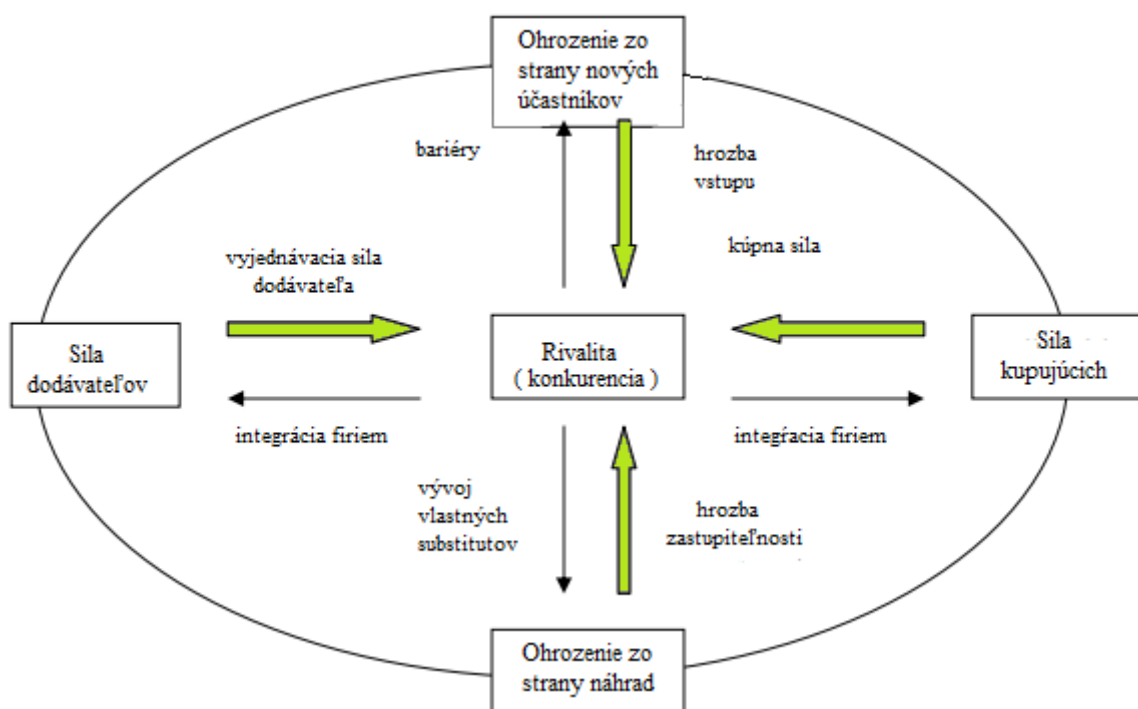 Ohrozenie zo
strany nových
účastníkov
bariéry
hrozba
vstupu
kúpna sila
vyjednávacia sila
dodávateľa
Sila
dodávateľov
Rivalita
( konkurencia )
Sila
kupujúcich
integrácia firiem
integŕacia firiem
vývoj
vlastných
substitutov
hrozba
zastupiteľnosti
Ohrozenie zo
strany náhrad